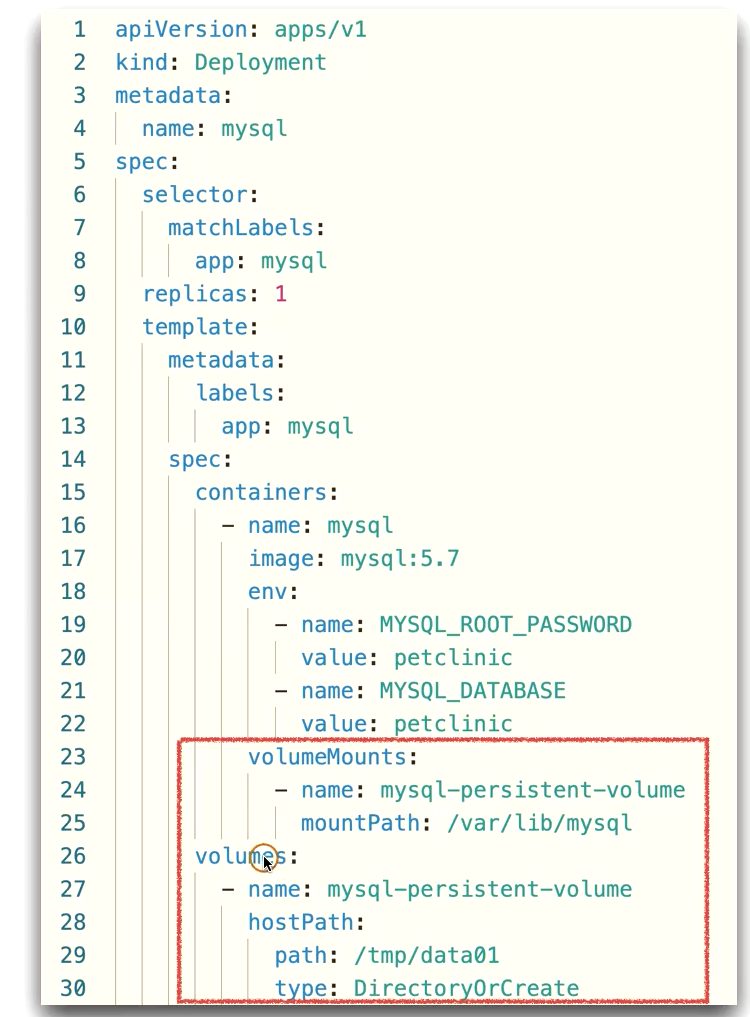 1 apiVersion: apps/v1
2 kind: Deployment
3 metadata:
4   name: mysql
5 spec:
6   selector:
7     matchLabels:
8       app: mysql
9   replicas: 1
10   template:
11     metadata:
12       labels:
13         app: mysql
14     spec:
15       containers:
16         - name: mysql
17           image: mysql:5.7
18           env:
19             - name: MYSQL_ROOT_PASSWORD
20               value: petclinic
21             - name: MYSQL_DATABASE
22               value: petclinic
23           volumeMounts:
24             - name: mysql-persistent-volume
25               mountPath: /var/lib/mysql
26       volumes:
27         - name: mysql-persistent-volume
28           hostPath:
29             path: /tmp/data01
30             type: DirectoryOrCreate